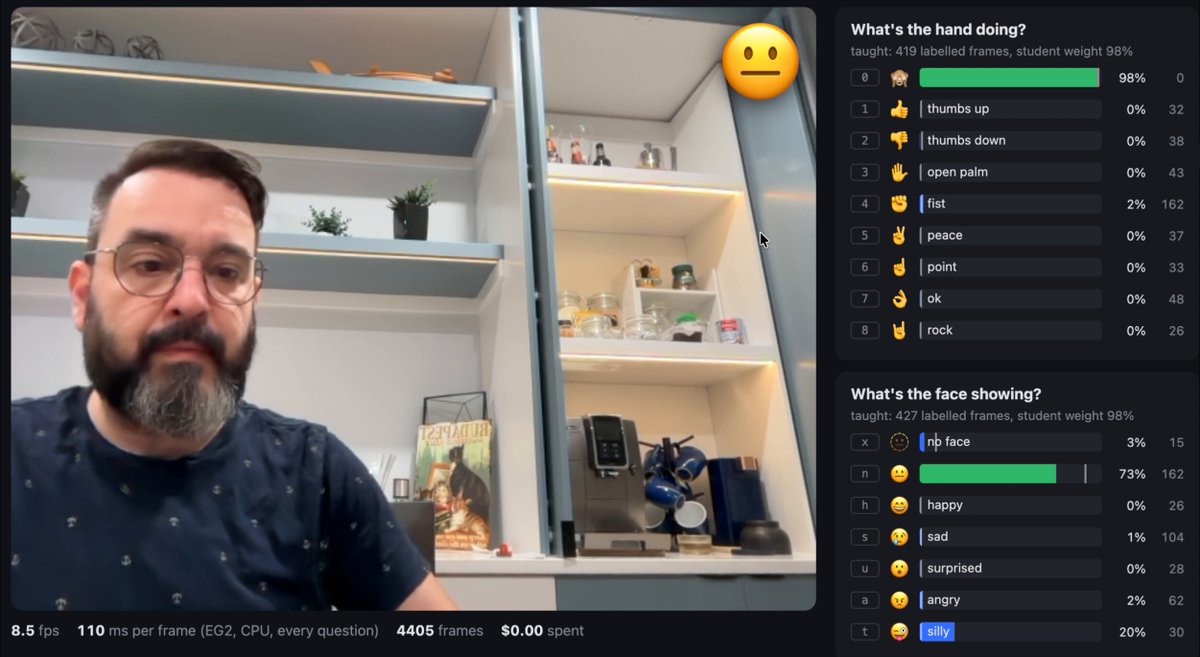 What's the hand doing?
taught: 419 labelled frames, student weight 98%
0 98% 0
1 thumbs up 0% 32
2 thumbs down 0% 38
3 open palm 0% 43
4 fist 2% 162
5 peace 0% 37
6 point 0% 33
7 ok 0% 48
8 rock 0% 26
What's the face showing?
taught: 427 labelled frames, student weight 98%
x no face 3% 15
n 73% 162
h happy 0% 26
s sad 1% 104
u surprised 0% 28
a angry 2% 62
t silly 20% 30
BUDAPEST
8.5 fps 110 ms per frame (EG2, CPU, every question) 4405 frames $0.00 spent